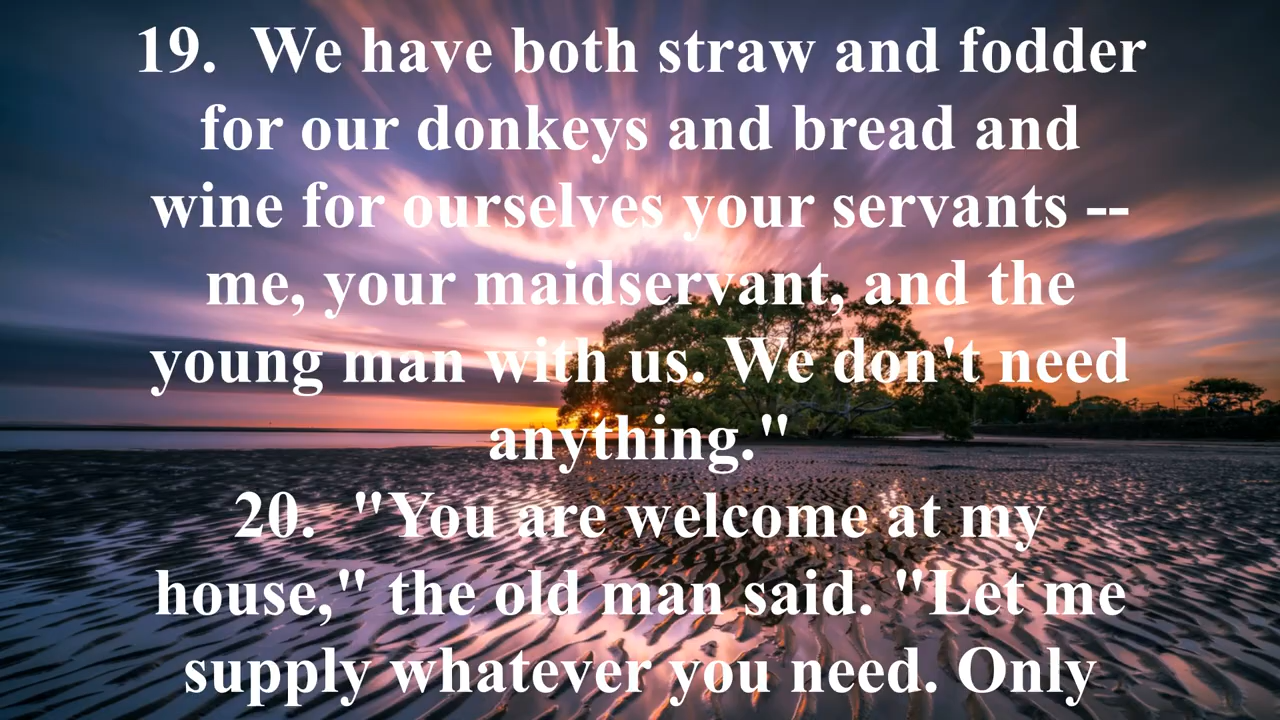 19.  We have both straw and fodder
for our donkeys and bread and
wine for ourselves your servants --
me, your maidservant, and the
young man with us. We don't need
anything."
20.  "You are welcome at my
house," the old man said. "Let me
supply whatever you need. Only